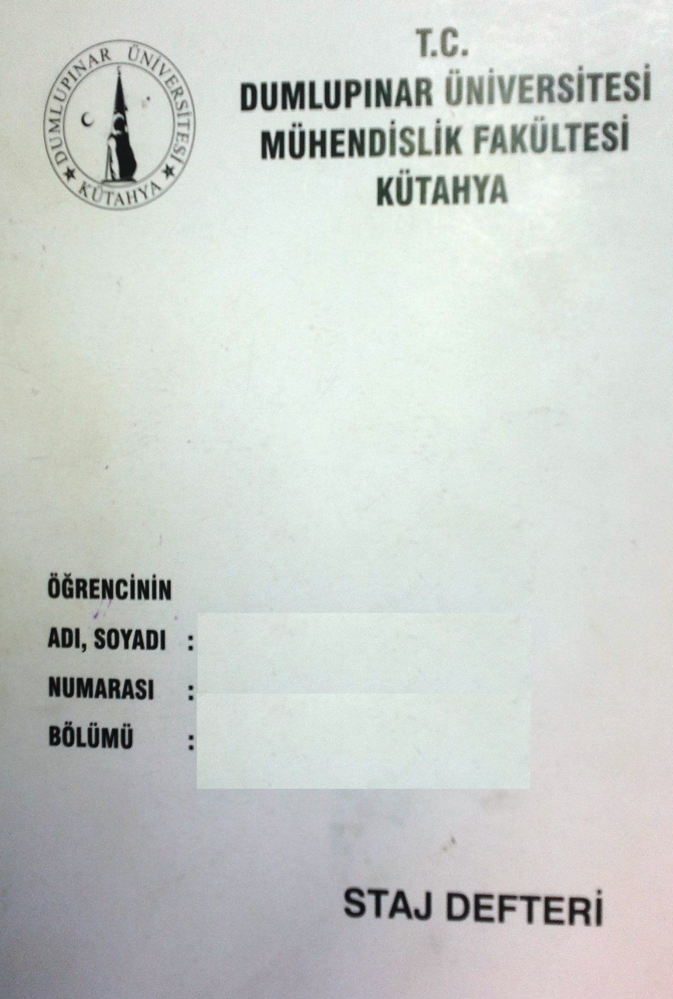 DUMLUPINAR ÜNİVERSİTESİ
KÜTAHYA
T.C.
DUMLUPINAR ÜNİVERSİTESİ
MÜHENDİSLİK FAKÜLTESİ
KÜTAHYA
ÖĞRENCİNİN
ADI, SOYADI :
NUMARASI :
BÖLÜMÜ :
STAJ DEFTERİ